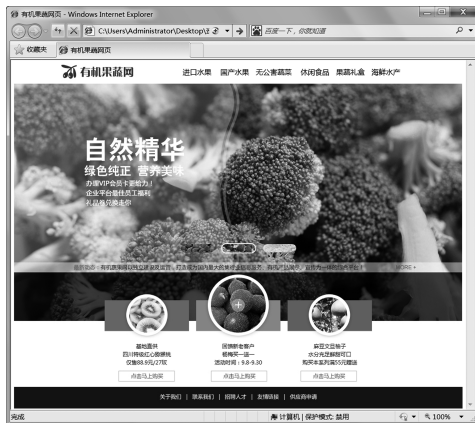 有机果蔬网页 - Windows Internet Explorer
C:\Users\Administrator\Desktop\
百度一下，你就知道
收藏夹
有机果蔬网页
有机果蔬网
进口水果 国产水果 无公害蔬菜 休闲食品 果蔬礼盒 海鲜水产
自然精华
绿色纯正 营养美味
办理VIP会员卡更给力！
企业平台最佳员工福利
礼品券兑换走你
MORE +
基地直供
四川特级红心猕猴桃
仅售88.9元/27枚
点击马上购买
回馈新老客户
杨梅买一送一
活动时间：9.8-9.30
点击马上购买
麻豆文旦柚子
水分充足鲜甜可口
购买本系列满55元赠送
点击马上购买
关于我们 | 联系我们 | 招聘人才 | 友情链接 | 供应商申请
完成
计算机 | 保护模式: 禁用
100%